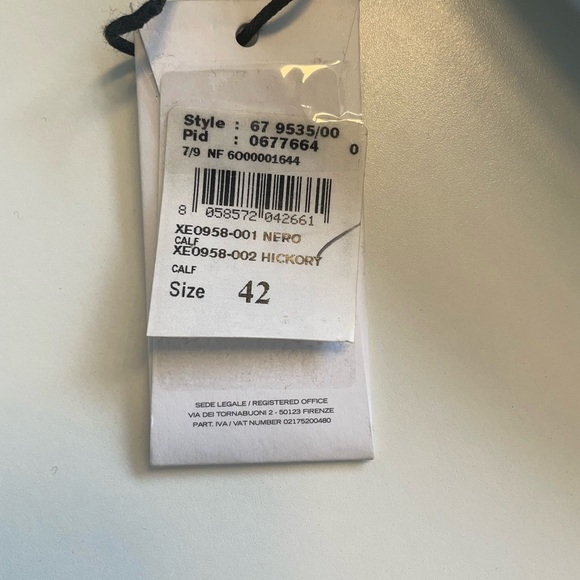 Style : 67 9535/00
Pid : 0677664 0
7/9 NF 6O00001644
8 058572 042661
XE0958-001 NERO
CALF
XE0958-002 HICKORY
CALF
Size 42
SEDE LEGALE / REGISTERED OFFICE
VIA DEI TORNABUONI 2 - 50123 FIRENZE
PART. IVA / VAT NUMBER 02175200480